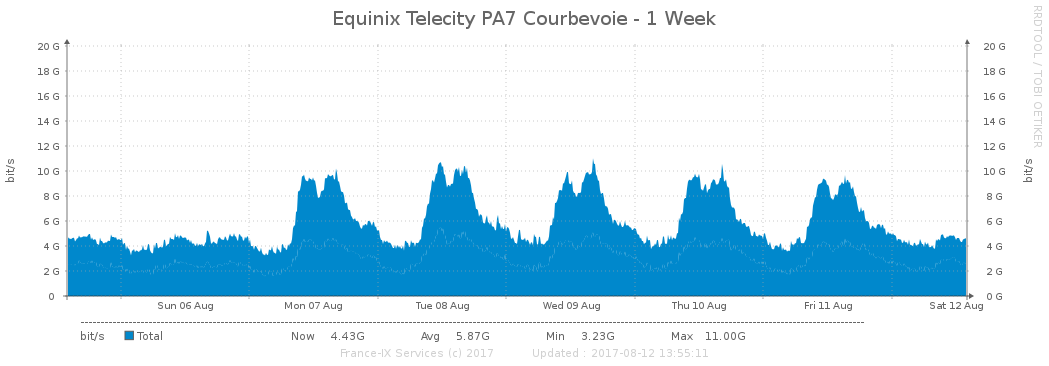 Equinix Telecity PA7 Courbevoie - 1 Week
RRDTOOL / TOBI OETIKER
bit/s
bit/s
20 G 20 G
18 G 18 G
16 G 16 G
14 G 14 G
12 G 12 G
10 G 10 G
8 G 8 G
6 G 6 G
4 G 4 G
2 G 2 G
0 0 G
Sun 06 Aug Mon 07 Aug Tue 08 Aug Wed 09 Aug Thu 10 Aug Fri 11 Aug Sat 12 Aug
bit/s Total Now 4.43G Avg 5.87G Min 3.23G Max 11.00G
France-IX Services (c) 2017 Updated : 2017-08-12 13:55:11